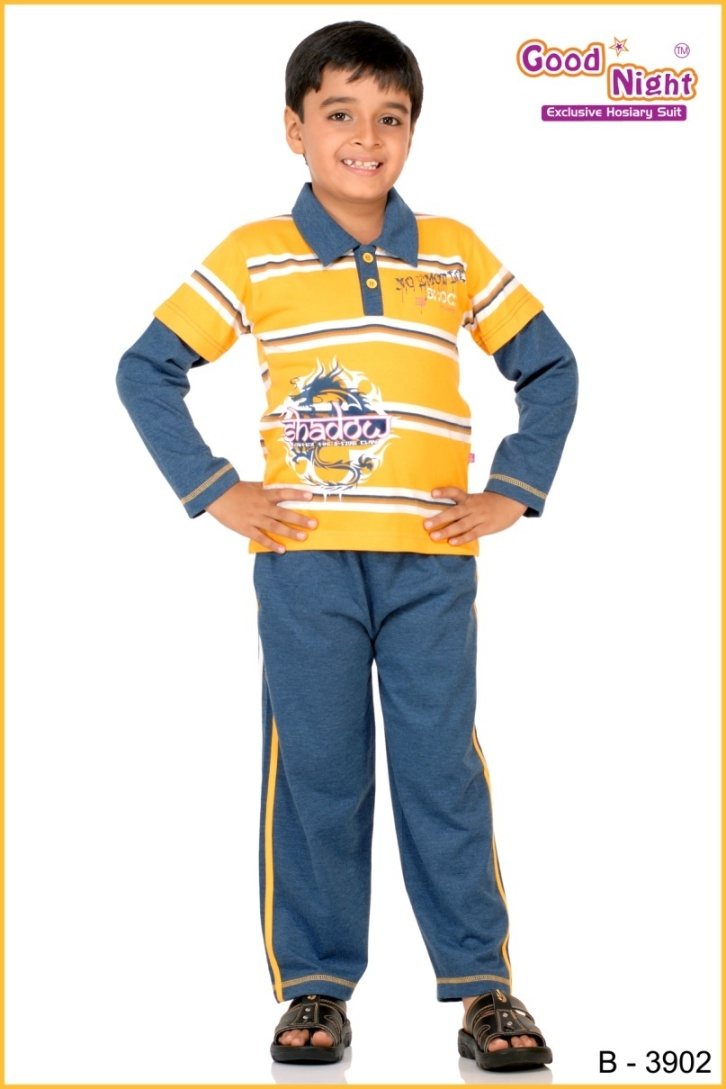 Good
Night
TM
Exclusive Hosiary Suit
shadow
B - 3902